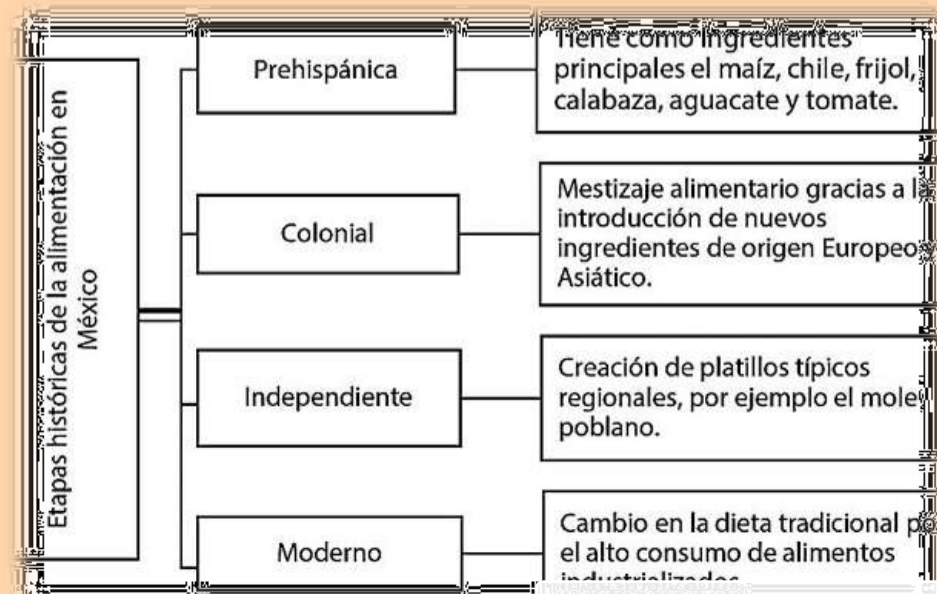 Etapas históricas de la alimentación en
México
Prehispánica
Tiene como ingredientes
principales el maíz, chile, frijol,
calabaza, aguacate y tomate.
Colonial
Mestizaje alimentario gracias a la
introducción de nuevos
ingredientes de origen Europeo y
Asiático.
Independiente
Creación de platillos típicos
regionales, por ejemplo el mole
poblano.
Moderno
Cambio en la dieta tradicional
el alto consumo de alimentos
industrializados